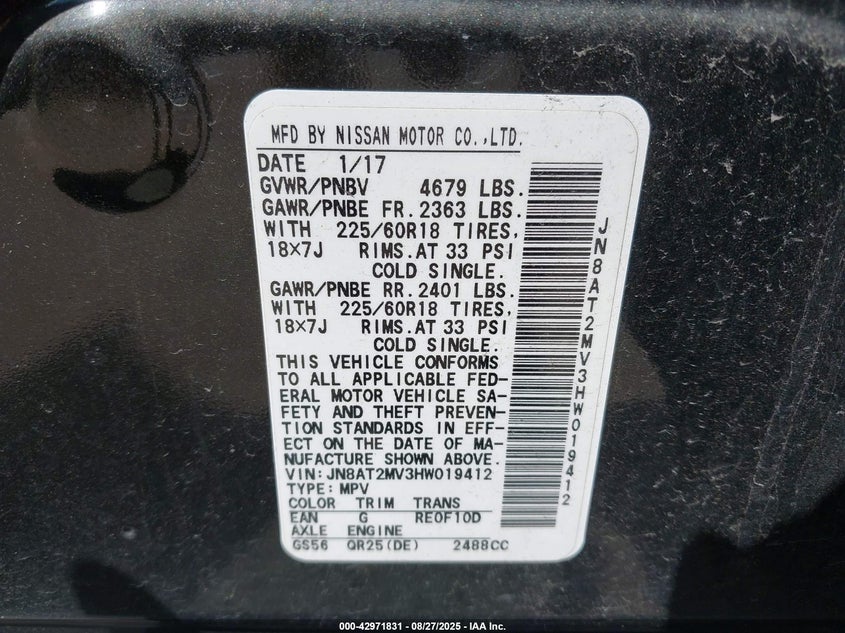 MFD BY NISSAN MOTOR CO.,LTD.
DATE 1/17
GVWR/PNBV 4679 LBS.
GAWR/PNBE FR.2363 LBS.
WITH 225/60R18 TIRES,
18×7J RIMS.AT 33 PSI
COLD SINGLE.
GAWR/PNBE RR.2401 LBS.
WITH 225/60R18 TIRES,
18×7J RIMS.AT 33 PSI
COLD SINGLE.
THIS VEHICLE CONFORMS
TO ALL APPLICABLE FED-
ERAL MOTOR VEHICLE SA-
FETY AND THEFT PREVEN-
TION STANDARDS IN EFF-
ECT ON THE DATE OF MA-
NUFACTURE SHOWN ABOVE.
VIN:JN8AT2MV3HW019412
TYPE:MPV
COLOR TRIM TRANS
EAN G RE0F10D
AXLE ENGINE
GS56 QR25(DE) 2488CC
JN8AT2MV3HW019412
000-42971831 - 08/27/2025 - IAA Inc.